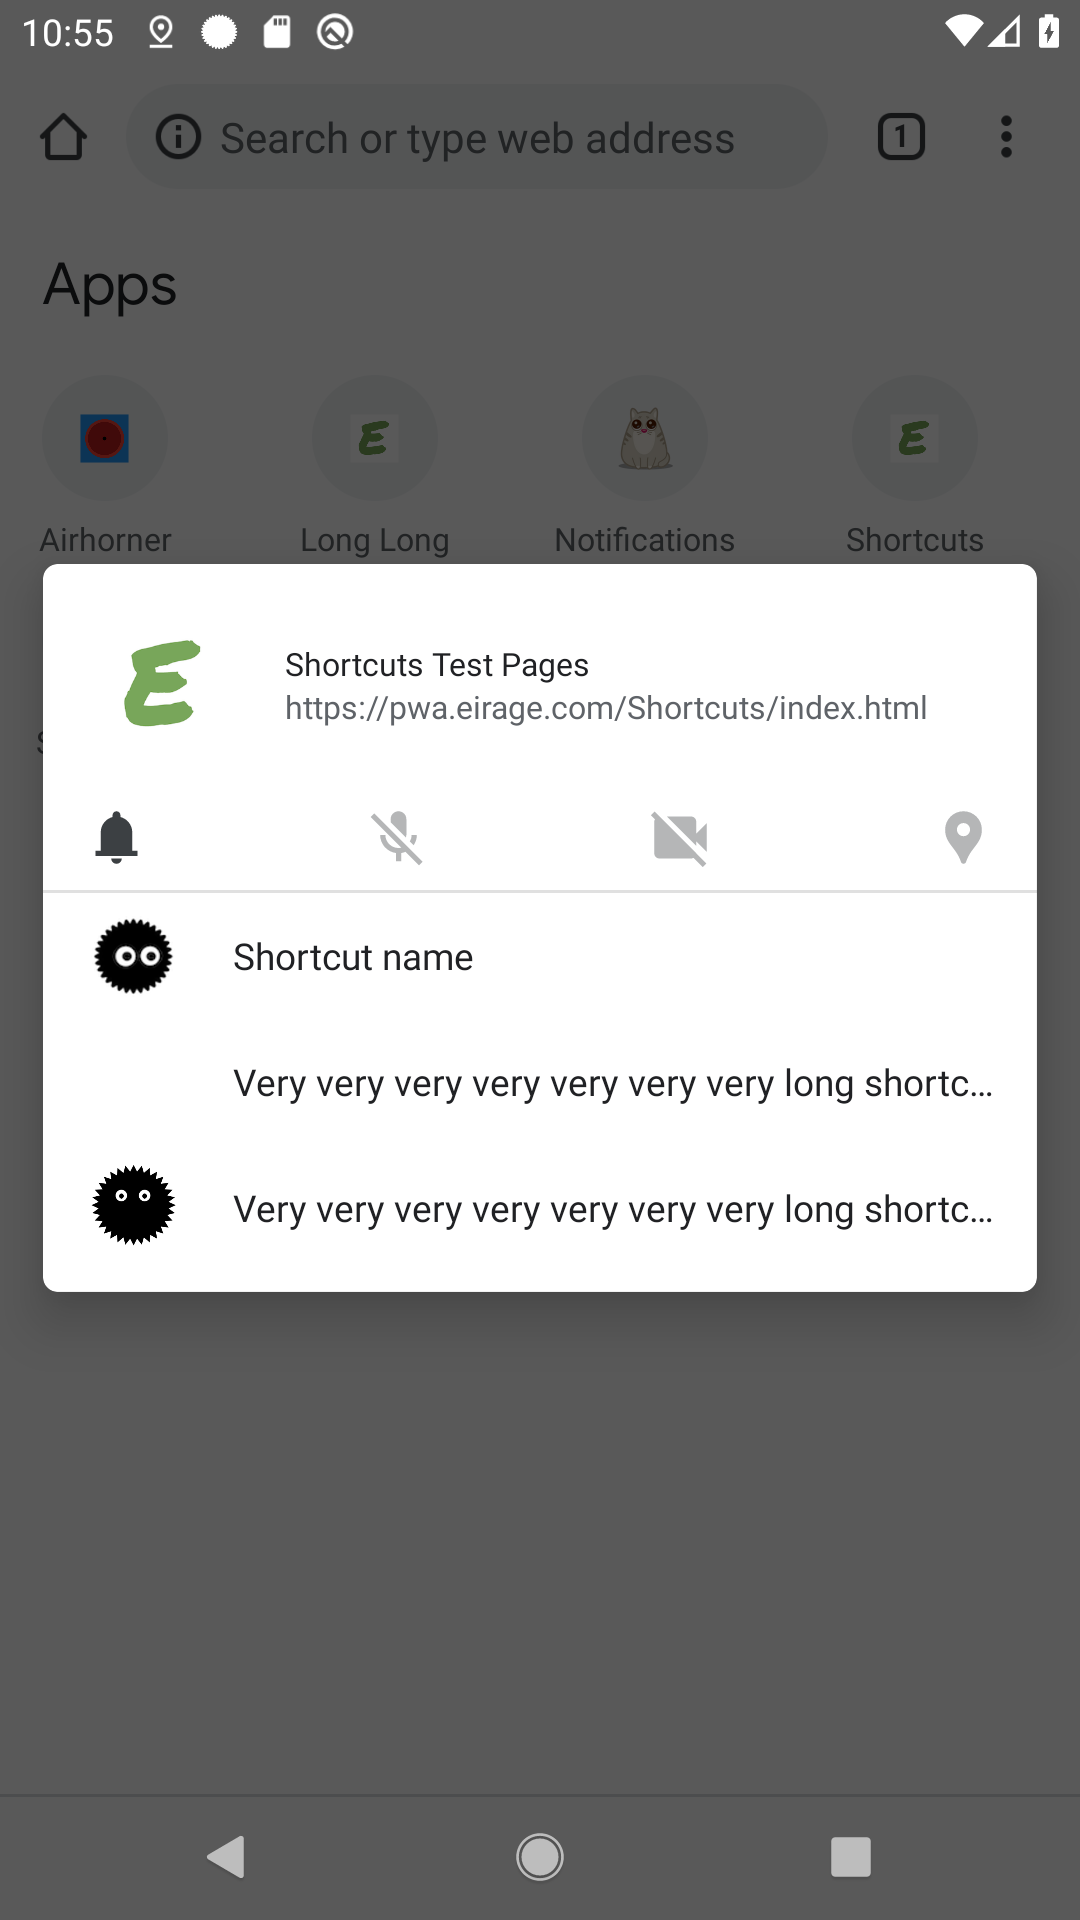 10:55
Search or type web address
1
Apps
Airhorner
Long Long
Notifications
Shortcuts
E
Shortcuts Test Pages
https://pwa.eirage.com/Shortcuts/index.html
Shortcut name
Very very very very very very very long shortc...
Very very very very very very very long shortc...